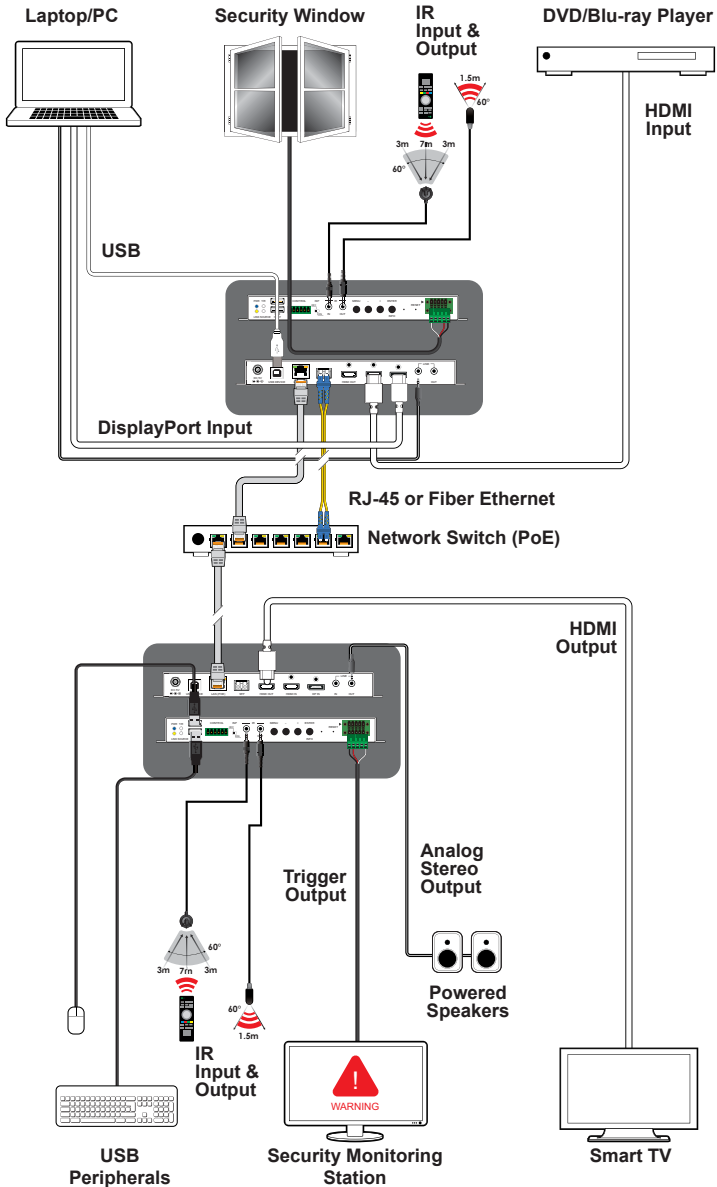 Laptop/PC
Security Window
IR
Input &
Output
DVD/Blu-ray Player
1.5m
60°
HDMI
Input
3m 7m 3m
60°
USB
DisplayPort Input
RJ-45 or Fiber Ethernet
Network Switch (PoE)
HDMI
Output
Trigger
Output
Analog
Stereo
Output
60°
3m 7m 3m
60°
1.5m
Powered
Speakers
IR
Input &
Output
WARNING
USB
Peripherals
Security Monitoring
Station
Smart TV